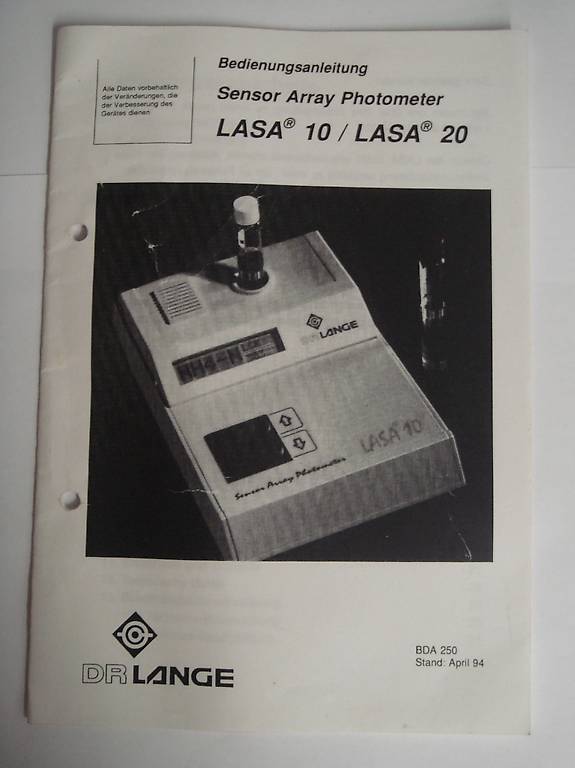 Alle Daten vorbehaltlich
der Veränderungen, die
der Verbesserung des
Gerätes dienen
Bedienungsanleitung
Sensor Array Photometer
LASA® 10 / LASA® 20
DR LANGE
NH4-N
LASA® 10
Sensor Array Photometer
DR LANGE
BDA 250
Stand: April 94